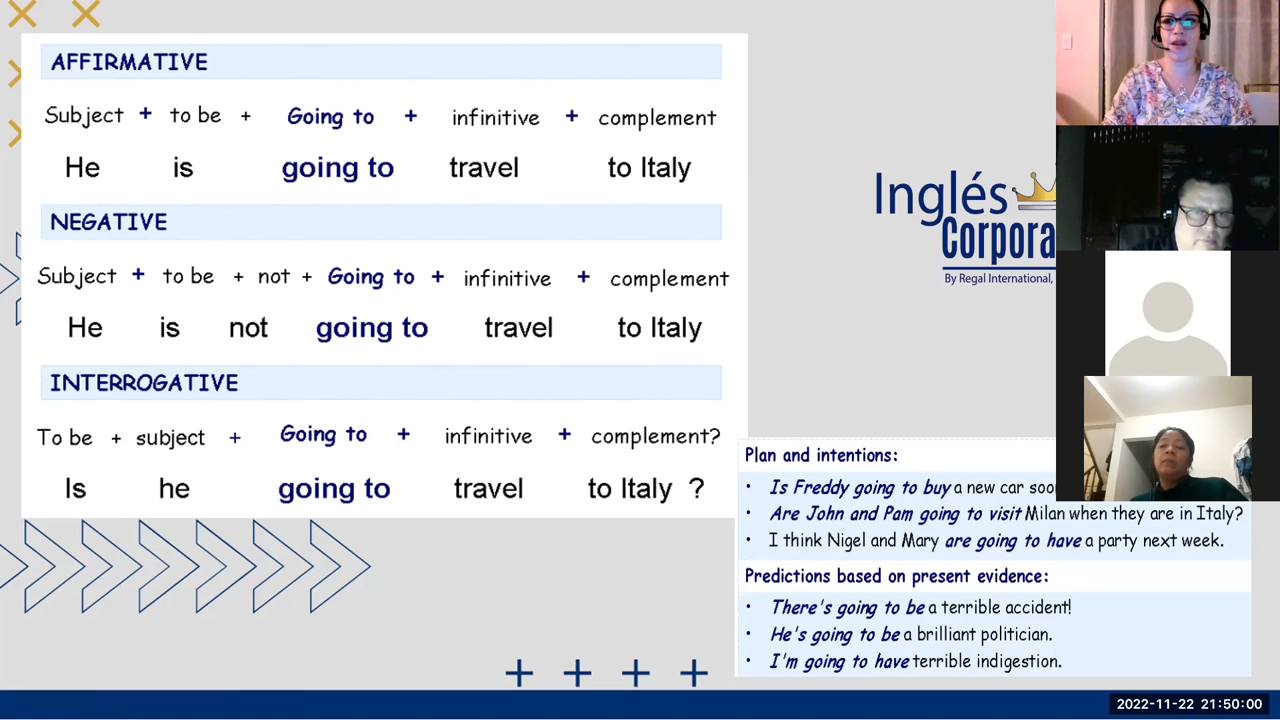 AFFIRMATIVE
Subject + to be + Going to + infinitive + complement
He is going to travel to Italy
NEGATIVE
Subject + to be + not + Going to + infinitive + complement
He is not going to travel to Italy
INTERROGATIVE
To be + subject + Going to + infinitive + complement?
Is he going to travel to Italy ?
Inglés
Corpora
By Regal International,
Plan and intentions:
• Is Freddy going to buy a new car soo
• Are John and Pam going to visit Milan when they are in Italy?
• I think Nigel and Mary are going to have a party next week.
Predictions based on present evidence:
• There's going to be a terrible accident!
• He's going to be a brilliant politician.
• I'm going to have terrible indigestion.
2022-11-22 21:50:00